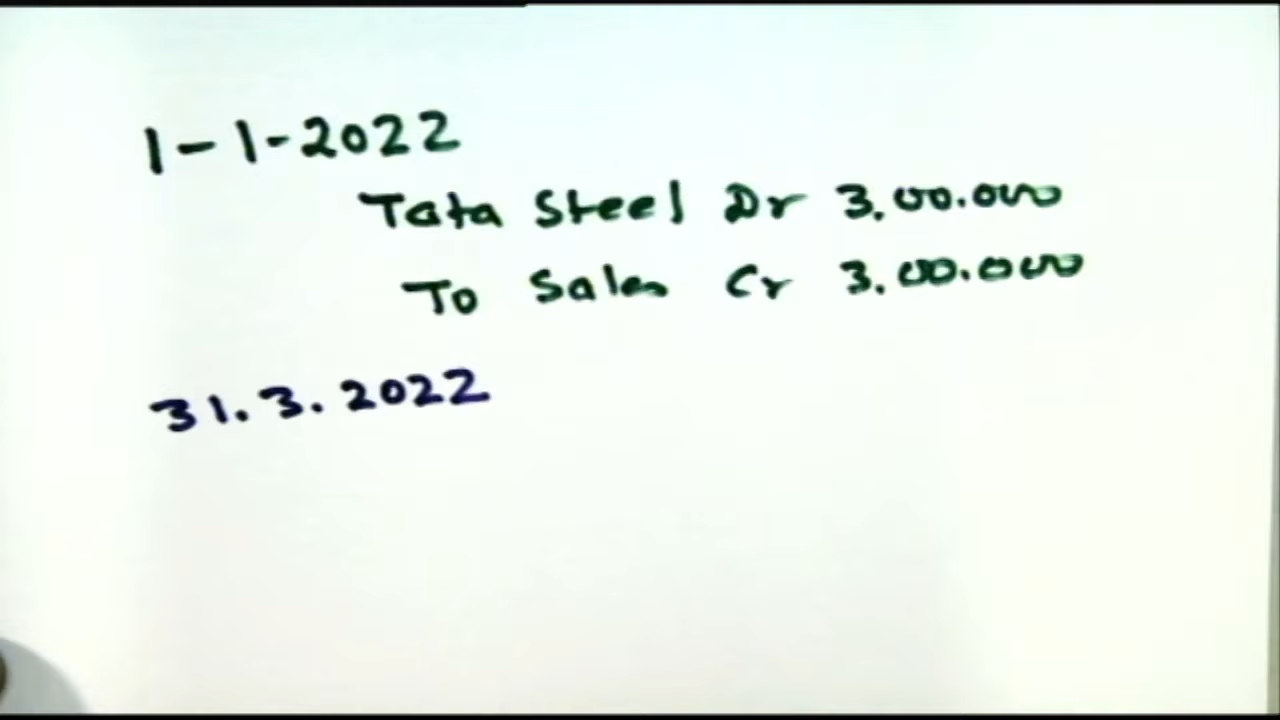 1-1-2022
Tata Steel Dr 3,00,000
To Sales Cr 3,00,000
31.3.2022